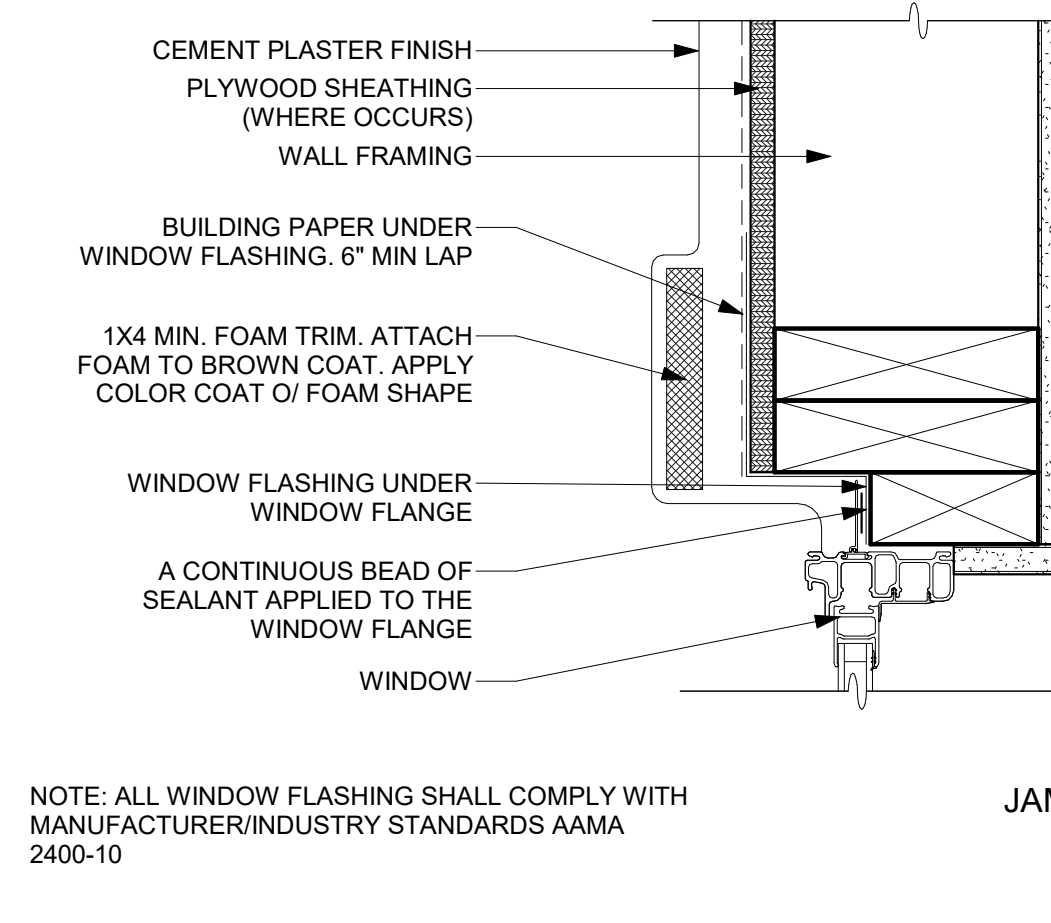 CEMENT PLASTER FINISH
PLYWOOD SHEATHING
(WHERE OCCURS)
WALL FRAMING
BUILDING PAPER UNDER
WINDOW FLASHING. 6" MIN LAP
1X4 MIN. FOAM TRIM. ATTACH
FOAM TO BROWN COAT. APPLY
COLOR COAT O/ FOAM SHAPE
WINDOW FLASHING UNDER
WINDOW FLANGE
A CONTINUOUS BEAD OF
SEALANT APPLIED TO THE
WINDOW FLANGE
WINDOW
NOTE: ALL WINDOW FLASHING SHALL COMPLY WITH
MANUFACTURER/INDUSTRY STANDARDS AAMA
2400-10